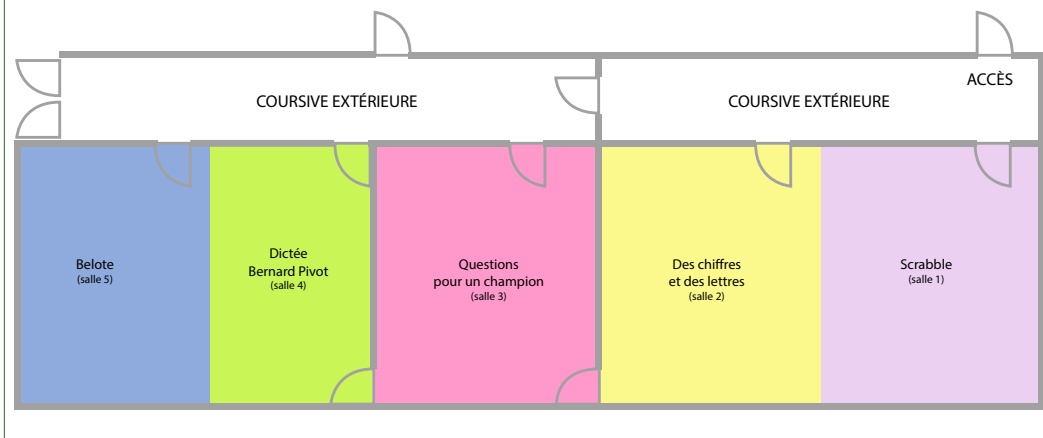 ACCÈS
COURSIVE EXTÉRIEURE
COURSIVE EXTÉRIEURE
Belote
(salle 5)
Dictée
Bernard Pivot
(salle 4)
Questions
pour un champion
(salle 3)
Des chiffres
et des lettres
(salle 2)
Scrabble
(salle 1)